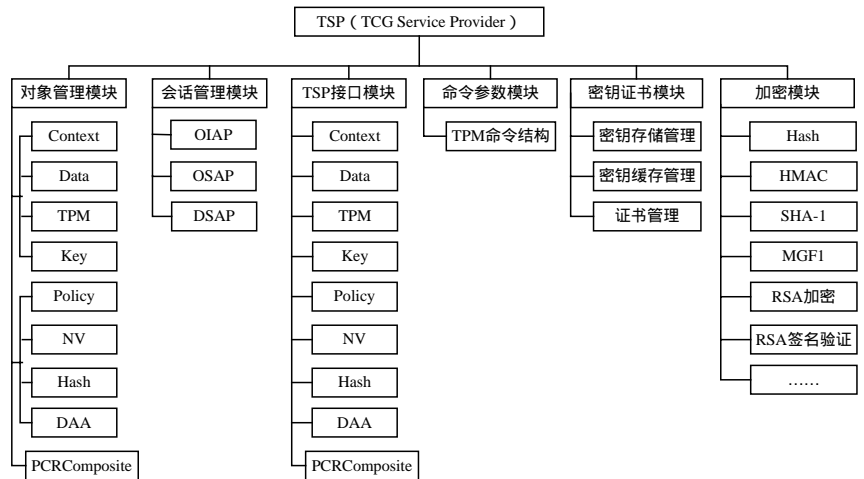 TSP（TCG Service Provider）
对象管理模块
Context
Data
TPM
Key
Policy
NV
Hash
DAA
PCRComposite
会话管理模块
OIAP
OSAP
DSAP
TSP接口模块
Context
Data
TPM
Key
Policy
NV
Hash
DAA
PCRComposite
命令参数模块
TPM命令结构
密钥证书模块
密钥存储管理
密钥缓存管理
证书管理
加密模块
Hash
HMAC
SHA-1
MGF1
RSA加密
RSA签名验证
……